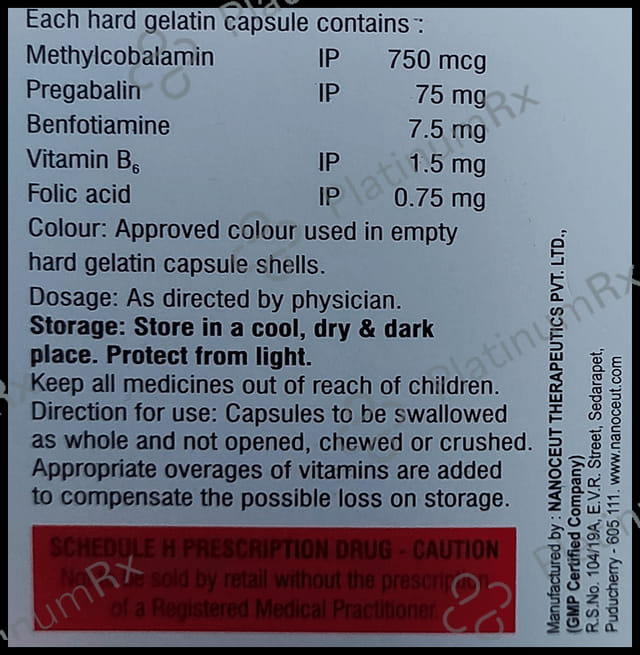 Each hard gelatin capsule contains :
Methylcobalamin IP 750 mcg
Pregabalin IP 75 mg
Benfotiamine 7.5 mg
Vitamin B6 IP 1.5 mg
Folic acid IP 0.75 mg
Colour: Approved colour used in empty
hard gelatin capsule shells.
Dosage: As directed by physician.
Storage: Store in a cool, dry & dark
place. Protect from light.
Keep all medicines out of reach of children.
Direction for use: Capsules to be swallowed
as whole and not opened, chewed or crushed.
Appropriate overages of vitamins are added
to compensate the possible loss on storage.
SCHEDULE H PRESCRIPTION DRUG - CAUTION
Not be sold by retail without the prescription
of a Registered Medical Practitioner.
Manufactured by : NANOCEUT THERAPEUTICS PVT. LTD.,
(GMP Certified Company)
R.S.No. 104/19A, E.V.R. Street, Sedarapet,
Puducherry - 605 111. www.nanoceut.com
PlatinumRx
PlatinumRx
PlatinumRx